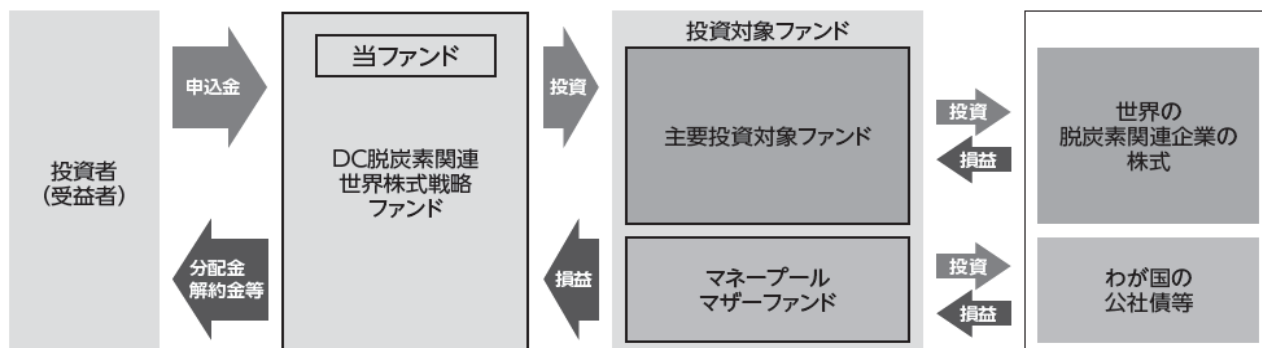 投資者
(受益者)
申込金
分配金
解約金等
当ファンド
DC脱炭素関連
世界株式戦略
ファンド
投資
損益
投資対象ファンド
主要投資対象ファンド
マネープール
マザーファンド
投資
損益
投資
損益
世界の
脱炭素関連企業の
株式
わが国の
公社債等